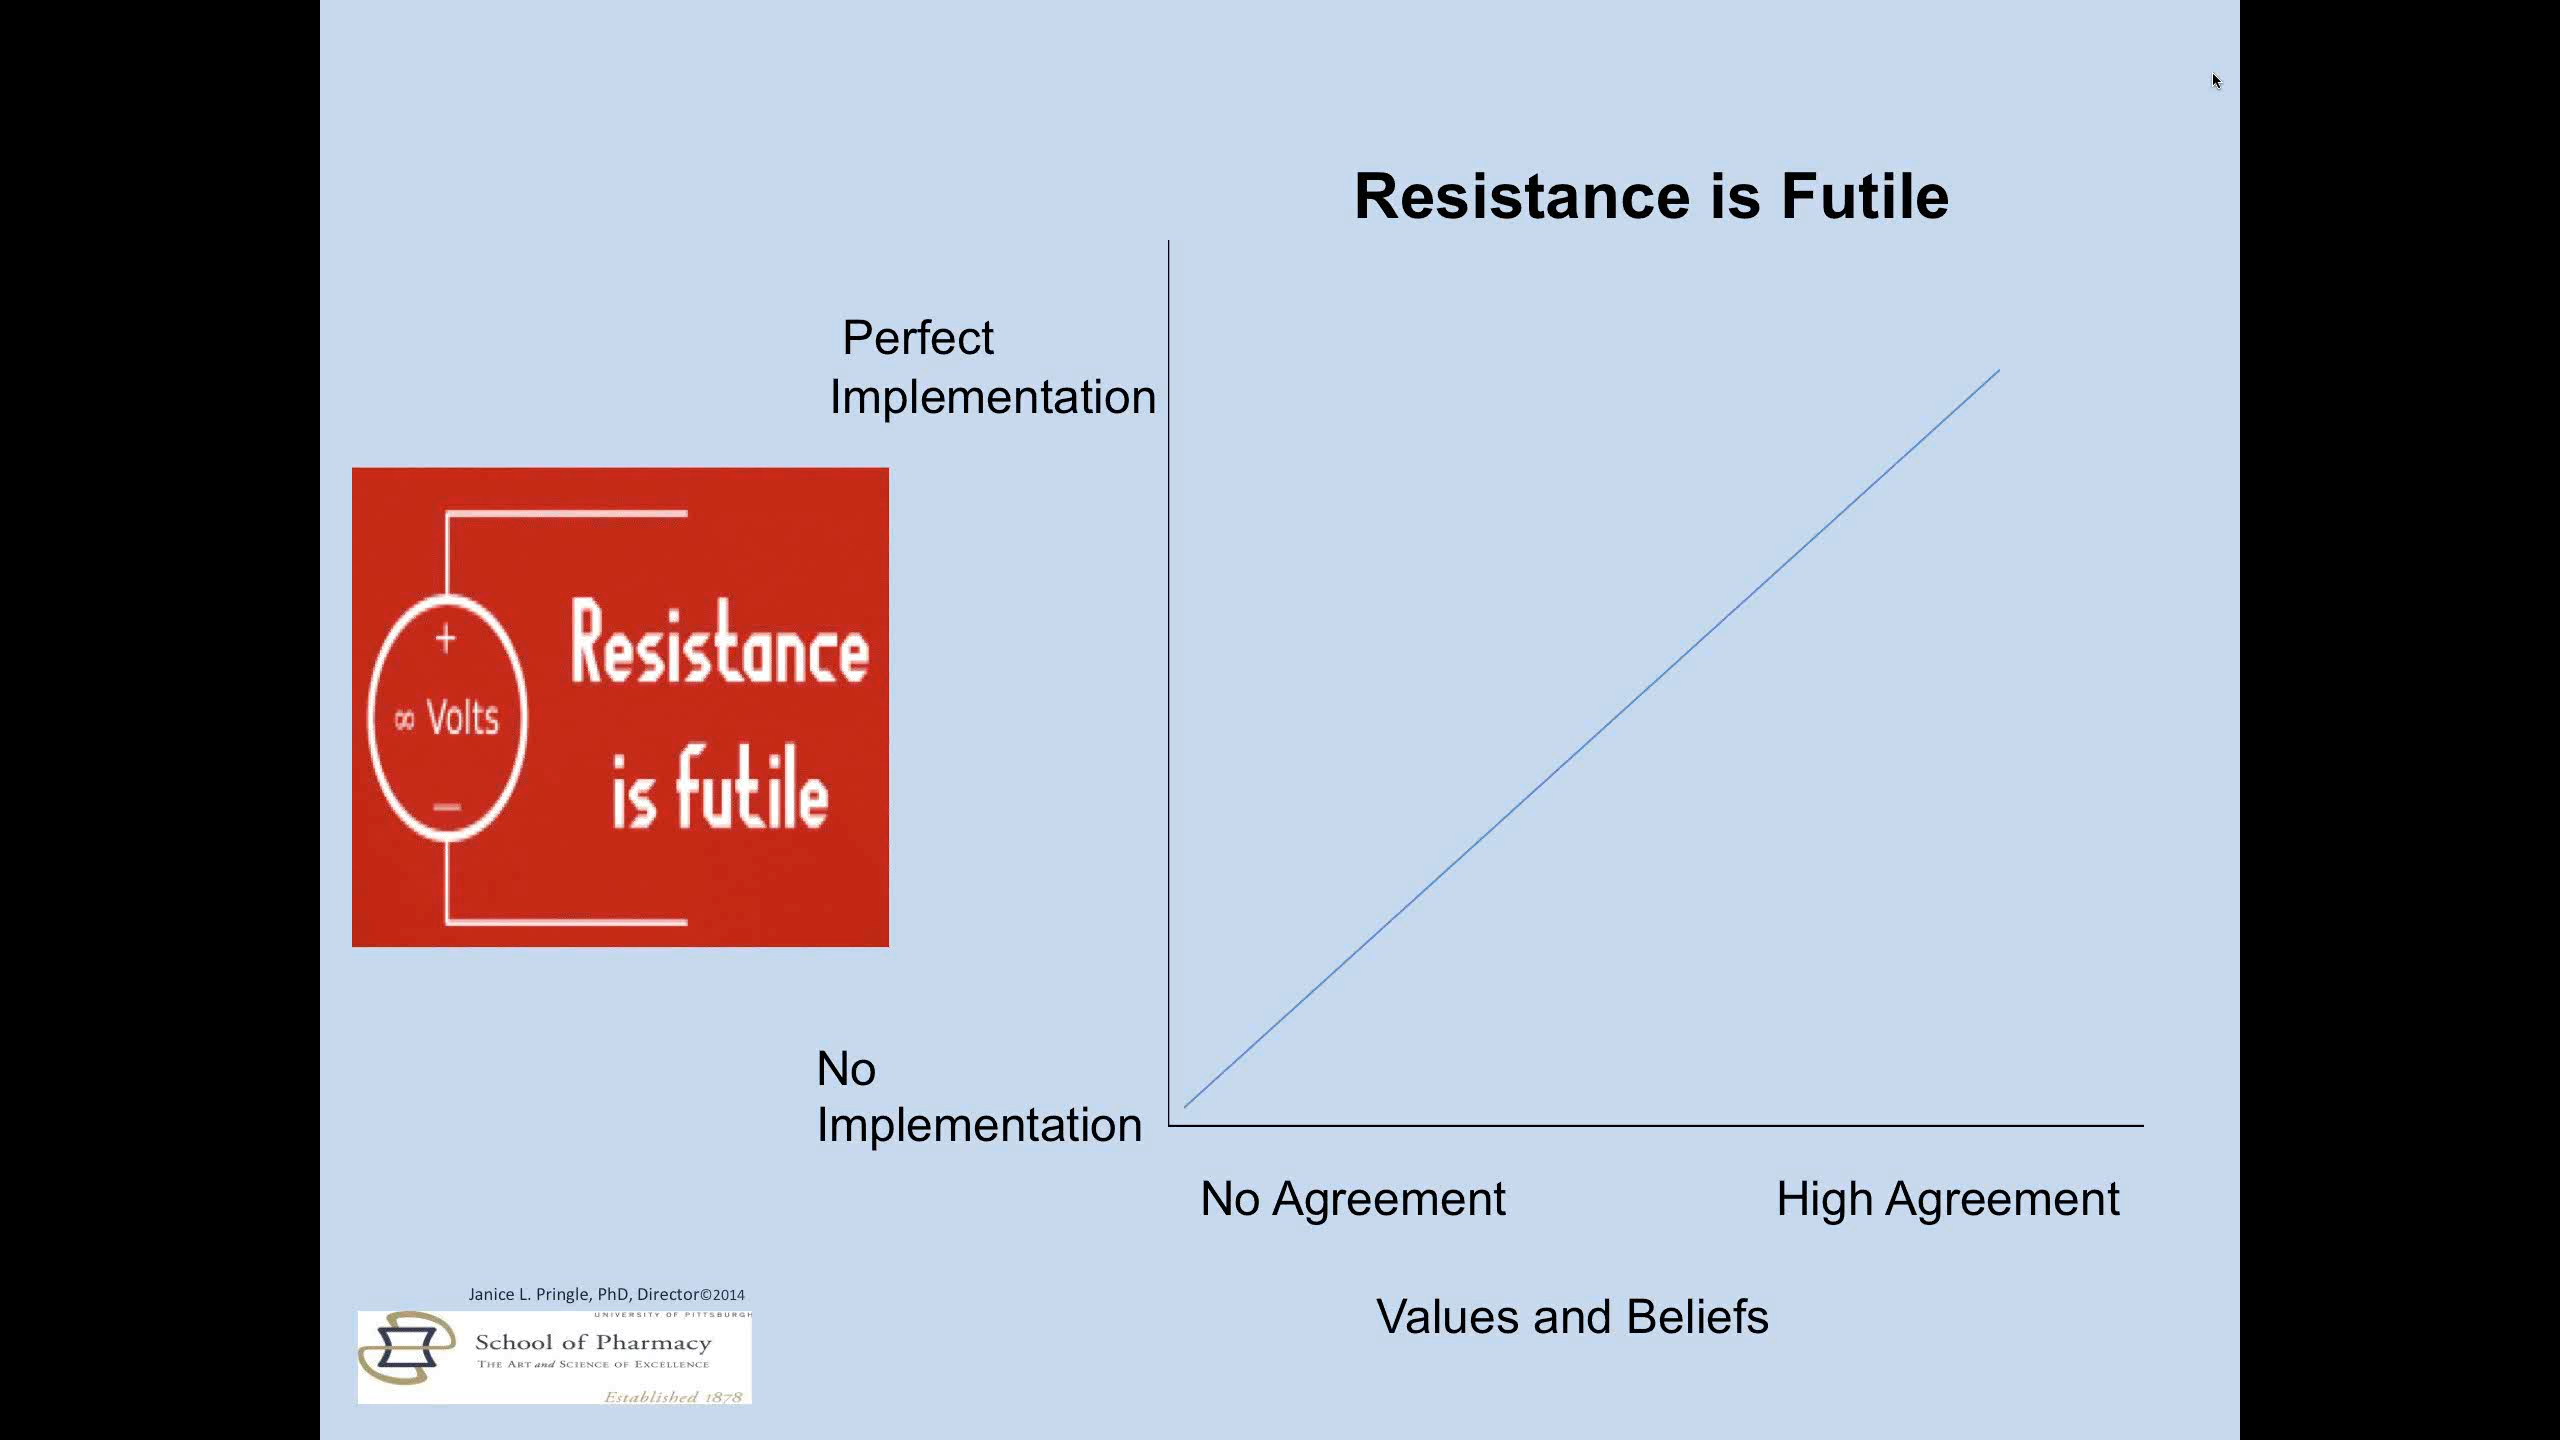 Resistance is Futile
Perfect
Implementation
+
∞ Volts
−
Resistance
is futile
No
Implementation
No Agreement
High Agreement
Values and Beliefs
Janice L. Pringle, PhD, Director©2014
UNIVERSITY OF PITTSBURGH
School of Pharmacy
THE ART and SCIENCE OF EXCELLENCE
Established 1878